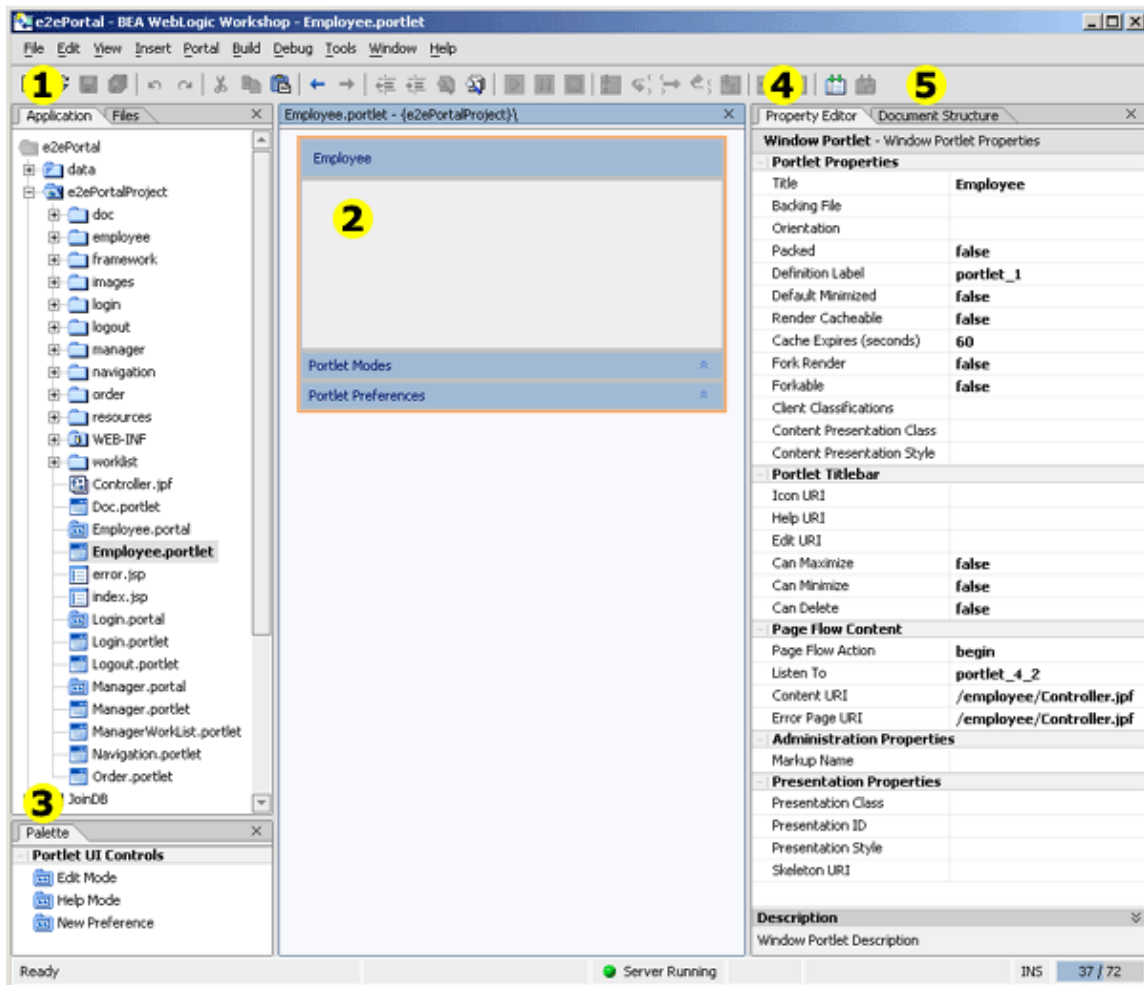 e2ePortal - BEA WebLogic Workshop - Employee.portlet
File Edit View Insert Portal Build Debug Tools Window Help
1
4
5
Application Files
e2ePortal
data
e2ePortalProject
doc
employee
framework
images
login
logout
manager
navigation
order
resources
WEB-INF
worklist
Controller.jpf
Doc.portlet
Employee.portal
Employee.portlet
error.jsp
index.jsp
Login.portal
Login.portlet
Logout.portlet
Manager.portal
Manager.portlet
ManagerWorkList.portlet
Navigation.portlet
Order.portlet
JoinDB
3
Palette
Portlet UI Controls
Edit Mode
Help Mode
New Preference
Employee.portlet - {e2ePortalProject}\
Employee
2
Portlet Modes
Portlet Preferences
Property Editor Document Structure
Window Portlet - Window Portlet Properties
Portlet Properties
Title Employee
Backing File
Orientation
Packed false
Definition Label portlet_1
Default Minimized false
Render Cacheable false
Cache Expires (seconds) 60
Fork Render false
Forkable false
Client Classifications
Content Presentation Class
Content Presentation Style
Portlet Titlebar
Icon URI
Help URI
Edit URI
Can Maximize false
Can Minimize false
Can Delete false
Page Flow Content
Page Flow Action begin
Listen To portlet_4_2
Content URI /employee/Controller.jpf
Error Page URI /employee/Controller.jpf
Administration Properties
Markup Name
Presentation Properties
Presentation Class
Presentation ID
Presentation Style
Skeleton URI
Description
Window Portlet Description
Ready Server Running INS 37 / 72